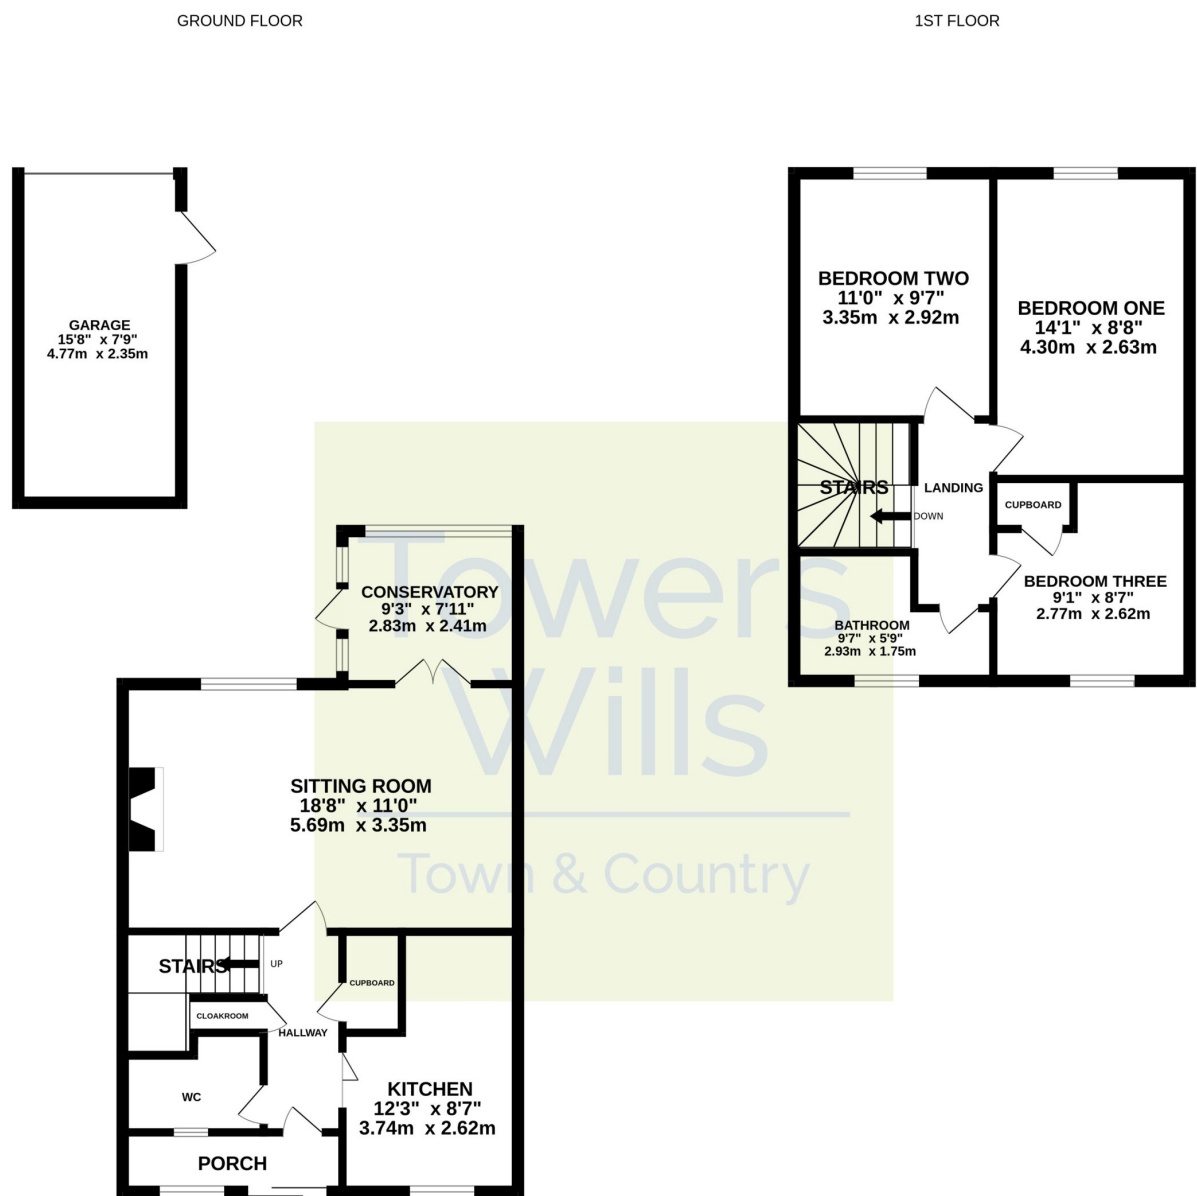 GROUND FLOOR
1ST FLOOR
GARAGE
15'8" x 7'9"
4.77m x 2.35m
BEDROOM TWO
11'0" x 9'7"
3.35m x 2.92m
BEDROOM ONE
14'1" x 8'8"
4.30m x 2.63m
STAIRS
LANDING
DOWN
CUPBOARD
BEDROOM THREE
9'1" x 8'7"
2.77m x 2.62m
BATHROOM
9'7" x 5'9"
2.93m x 1.75m
CONSERVATORY
9'3" x 7'11"
2.83m x 2.41m
Towers
Wills
Town & Country
SITTING ROOM
18'8" x 11'0"
5.69m x 3.35m
STAIRS
UP
CUPBOARD
CLOAKROOM
HALLWAY
WC
KITCHEN
12'3" x 8'7"
3.74m x 2.62m
PORCH